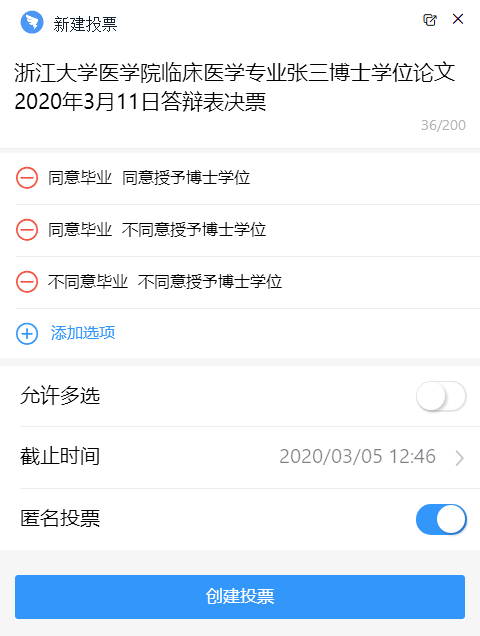 新建投票
浙江大学医学院临床医学专业张三博士学位论文
2020年3月11日答辩表决票
36/200
同意毕业 同意授予博士学位
同意毕业 不同意授予博士学位
不同意毕业 不同意授予博士学位
添加选项
允许多选
截止时间 2020/03/05 12:46
匿名投票
创建投票